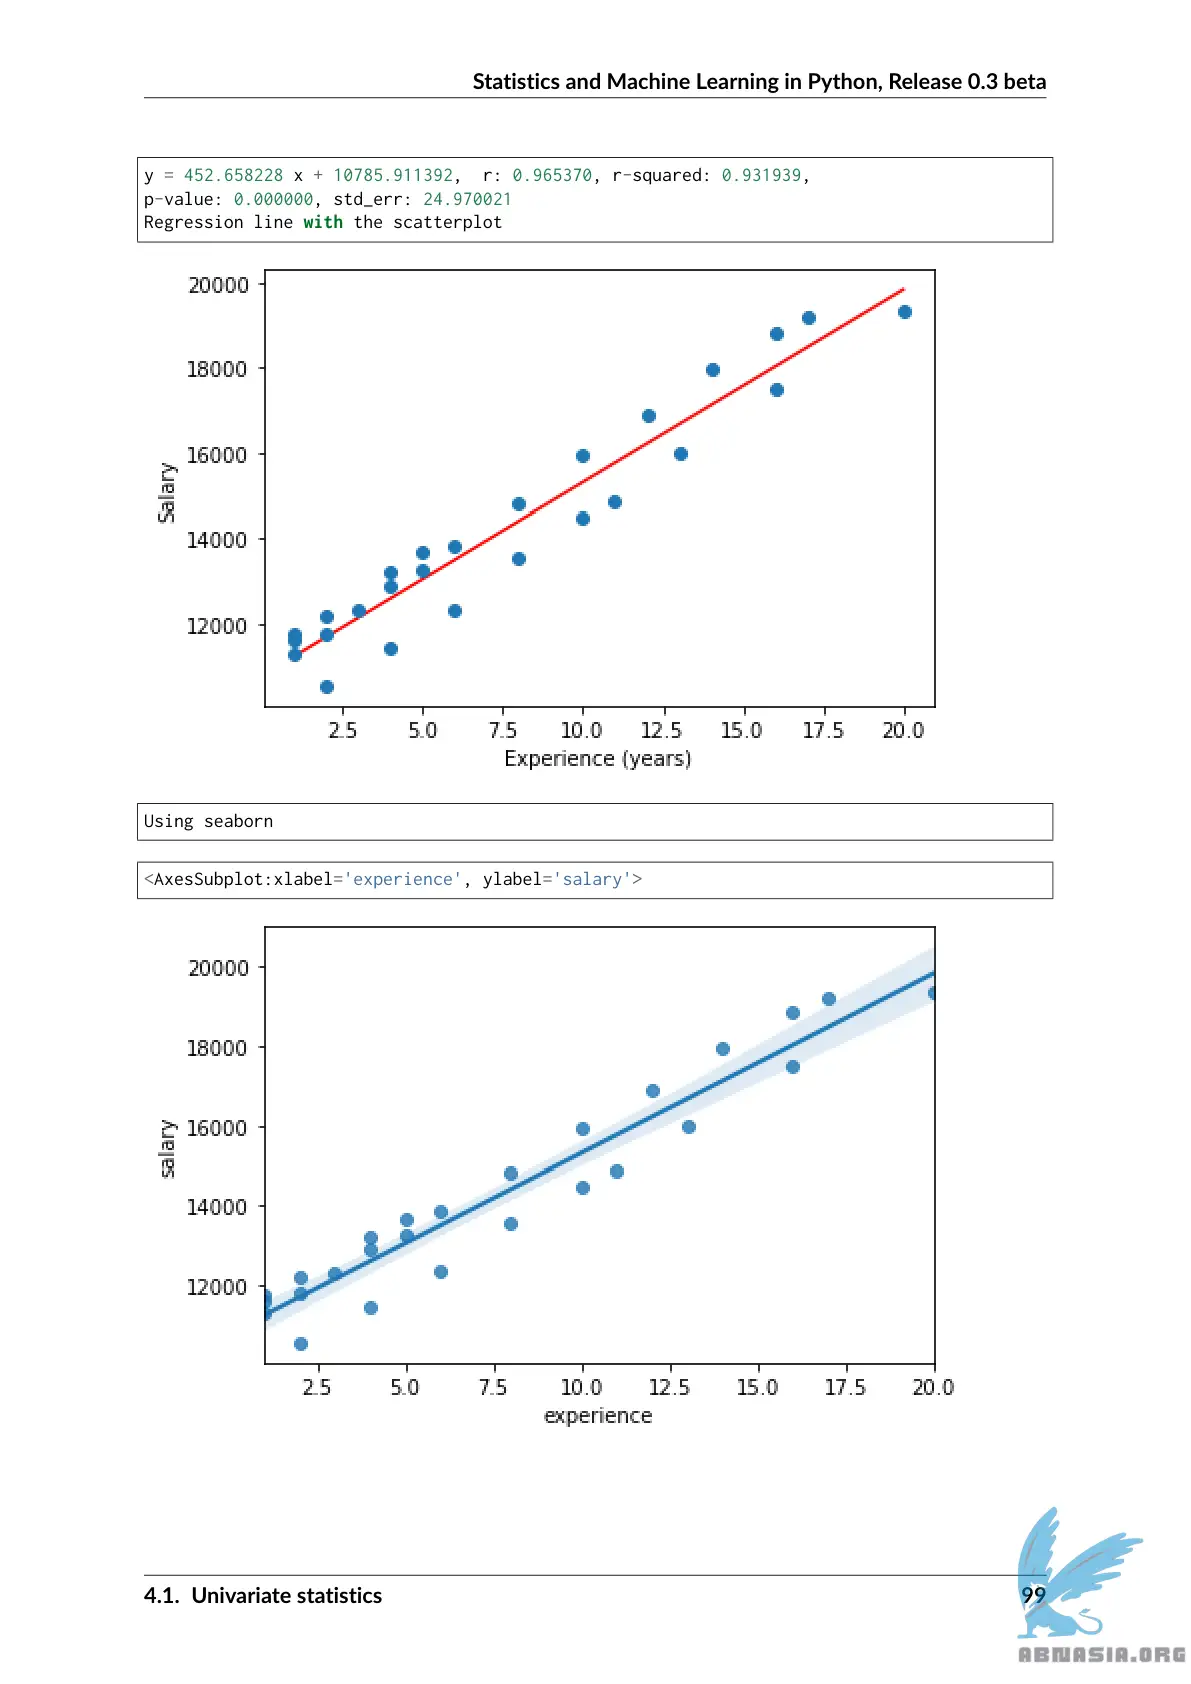 Statistics and Machine Learning in Python, Release 0.3 beta
y = 452.658228 x + 10785.911392,  r: 0.965370, r-squared: 0.931939,
p-value: 0.000000, std_err: 24.970021
Regression line with the scatterplot
20000
18000
16000
14000
12000
Salary
2.5 5.0 7.5 10.0 12.5 15.0 17.5 20.0
Experience (years)
Using seaborn
<AxesSubplot:xlabel='experience', ylabel='salary'>
20000
18000
16000
14000
12000
salary
2.5 5.0 7.5 10.0 12.5 15.0 17.5 20.0
experience
4.1. Univariate statistics 99
ABNASIA.ORG